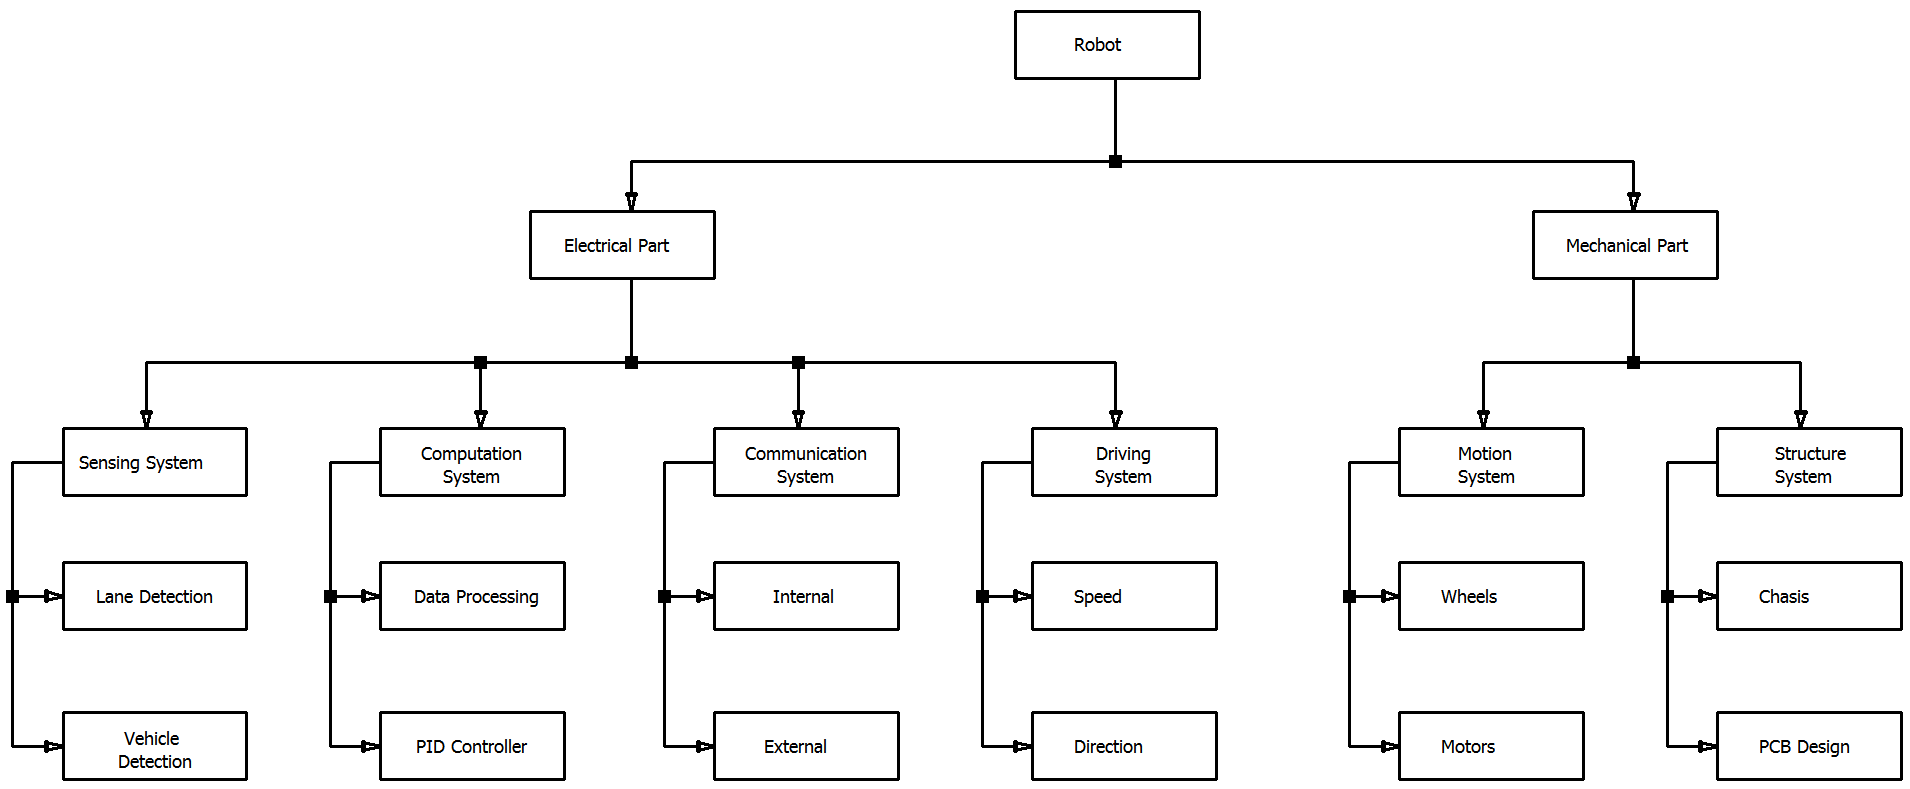 Robot
Electrical Part
Mechanical Part
Sensing System
Computation
System
Communication
System
Driving
System
Motion
System
Structure
System
Lane Detection
Data Processing
Internal
Speed
Wheels
Chasis
Vehicle
Detection
PID Controller
External
Direction
Motors
PCB Design